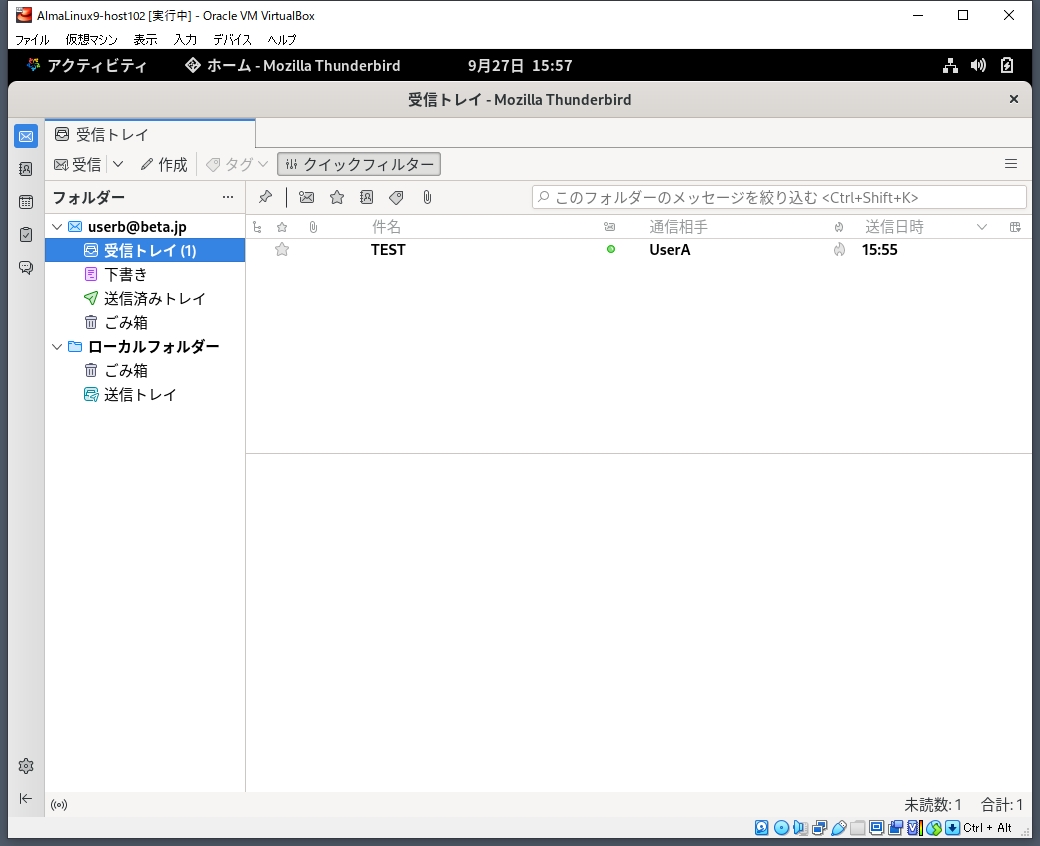 AlmaLinux9-host102 [実行中] - Oracle VM VirtualBox
ファイル 仮想マシン 表示 入力 デバイス ヘルプ
アクティビティ ホーム - Mozilla Thunderbird 9月27日 15:57
受信トレイ - Mozilla Thunderbird
受信トレイ
受信 作成 タグ クイックフィルター
フォルダー このフォルダーのメッセージを絞り込む <Ctrl+Shift+K>
userb@beta.jp 件名 通信相手 送信日時
受信トレイ (1) TEST UserA 15:55
下書き
送信済みトレイ
ごみ箱
ローカルフォルダー
ごみ箱
送信トレイ
未読数: 1 合計: 1
Ctrl + Alt